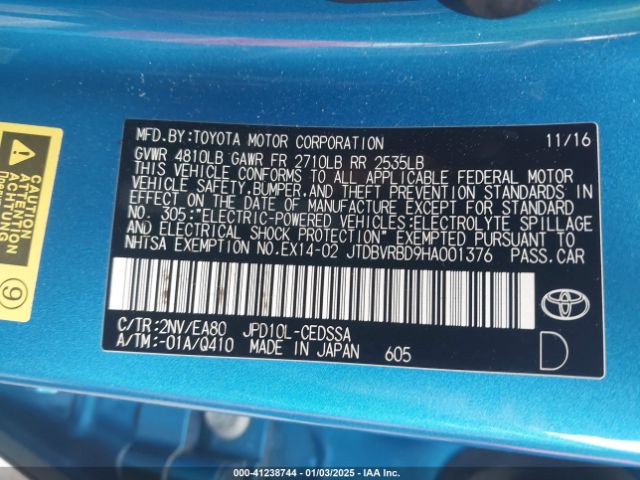 MFD.BY:TOYOTA MOTOR CORPORATION 11/16
GVWR 4810LB GAWR FR 2710LB RR 2535LB
THIS VEHICLE CONFORMS TO ALL APPLICABLE FEDERAL MOTOR
VEHICLE SAFETY,BUMPER,AND THEFT PREVENTION STANDARDS IN
EFFECT ON THE DATE OF MANUFACTURE EXCEPT FOR STANDARD
NO. 305:"ELECTRIC-POWERED VEHICLES:ELECTROLYTE SPILLAGE
AND ELECTRICAL SHOCK PROTECTION" EXEMPTED PURSUANT TO
NHTSA EXEMPTION NO.EX14-02 JTDBVRBD9HA001376 PASS.CAR
C/TR:2NV/EA80 JPD10L-CEDSSA
A/TM:-01A/Q410 MADE IN JAPAN 605
D
TOYOTA
ATTENTION
ACHTUNG
9
000-41238744 - 01/03/2025 - IAAI.COM